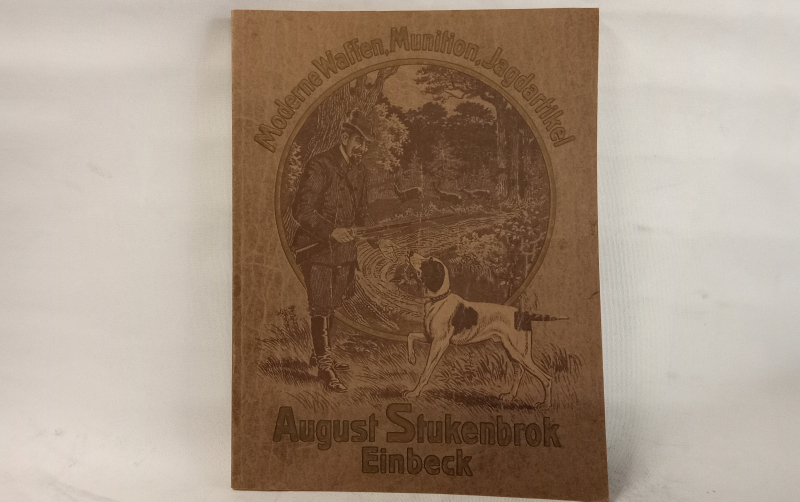 Moderne Waffen, Munition, Jagdartikel
August Stukenbrok
Einbeck